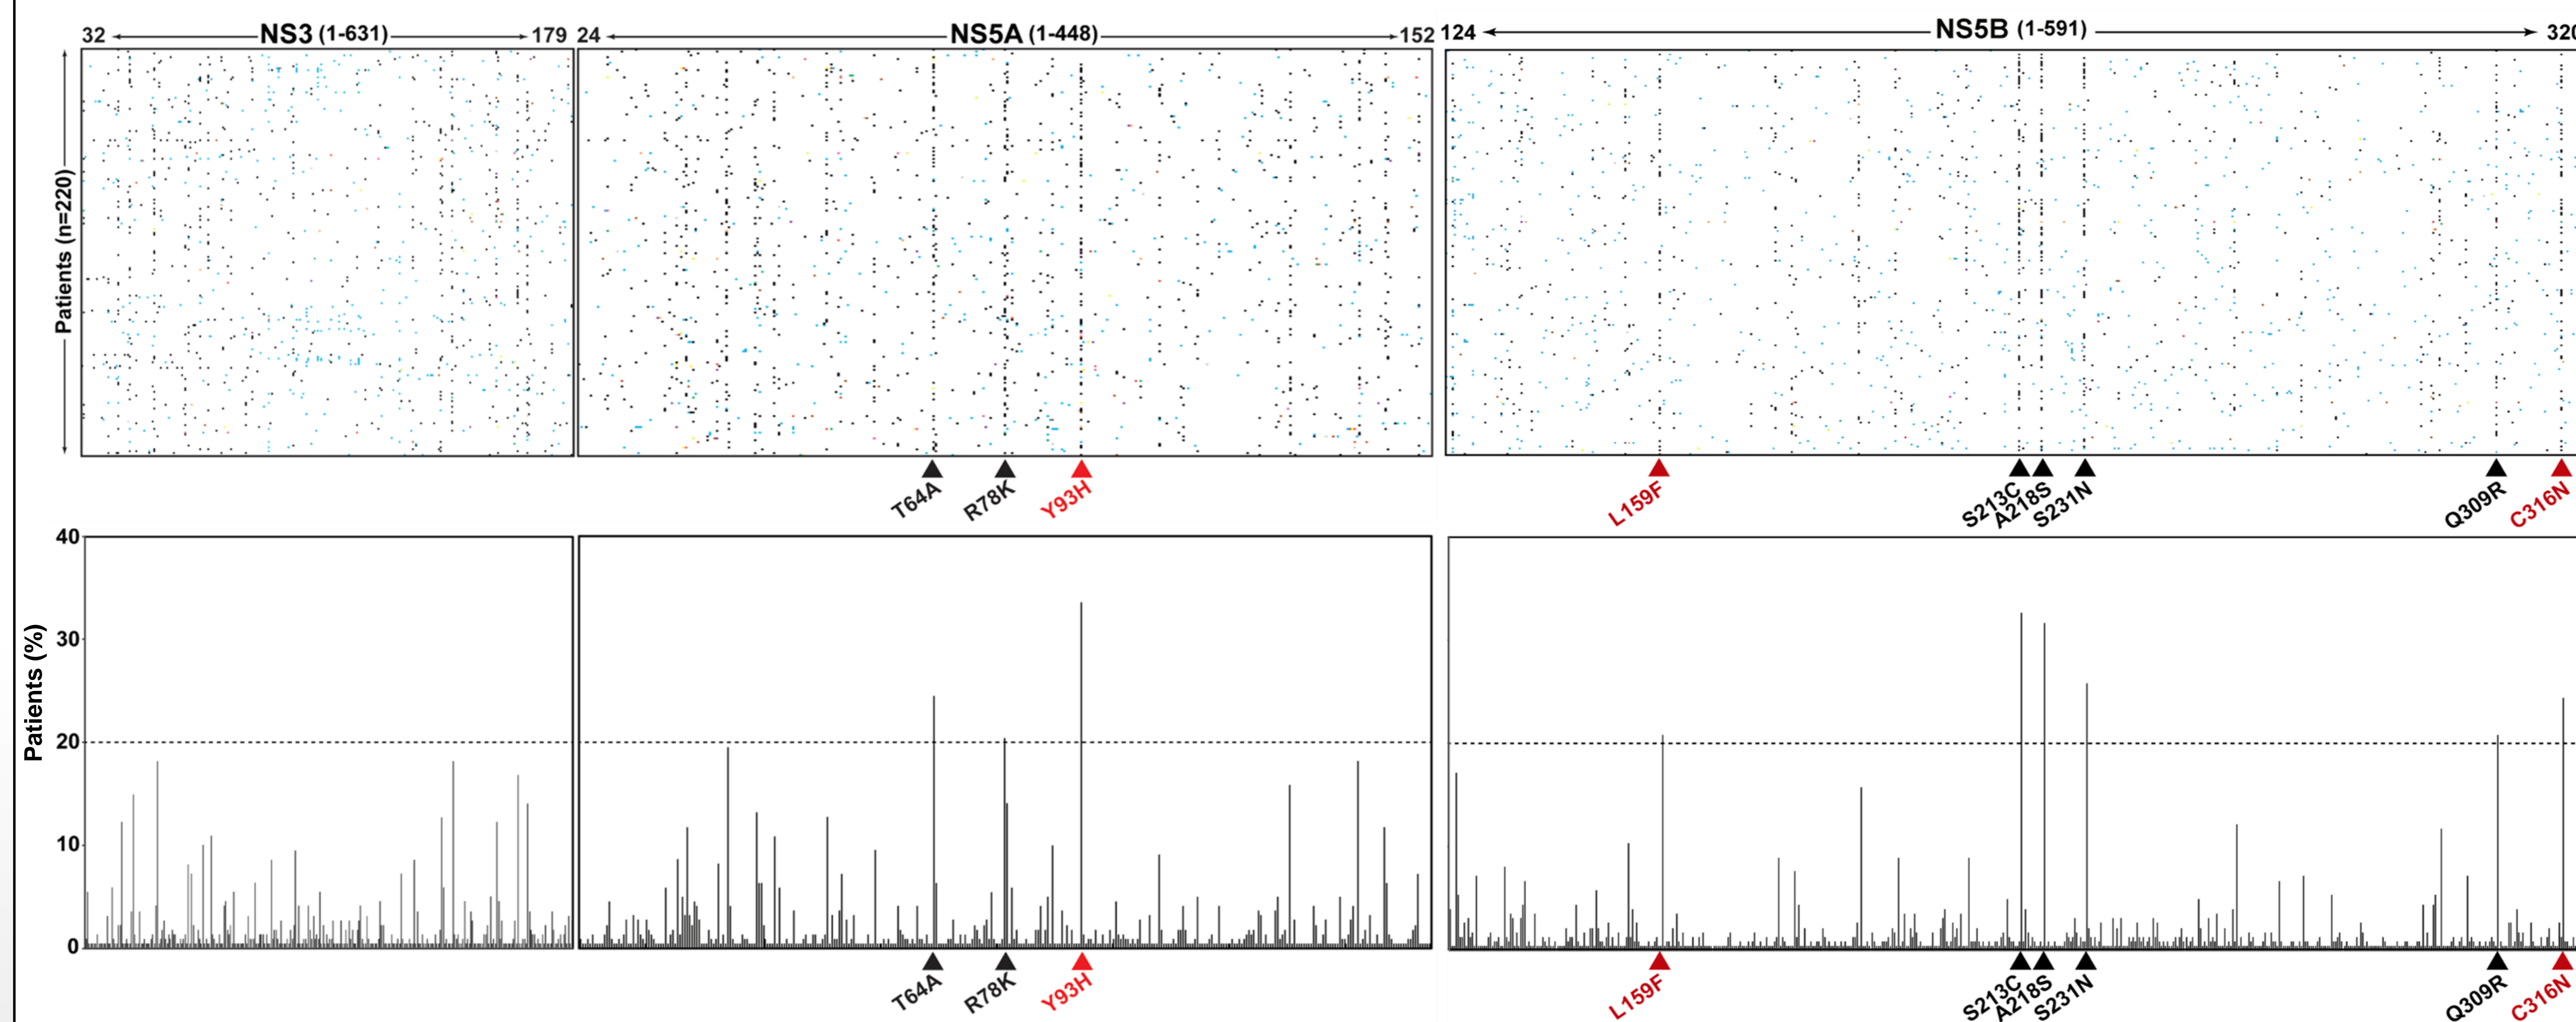 32 NS3 (1-631) 179 24 NS5A (1-448) 152 124 NS5B (1-591) 320
Patients (n=220)
T64A R78K Y93H L159F S213C A218S S231N Q309R C316N
Patients (%)
40
30
20
10
0
T64A R78K Y93H L159F S213C A218S S231N Q309R C316N